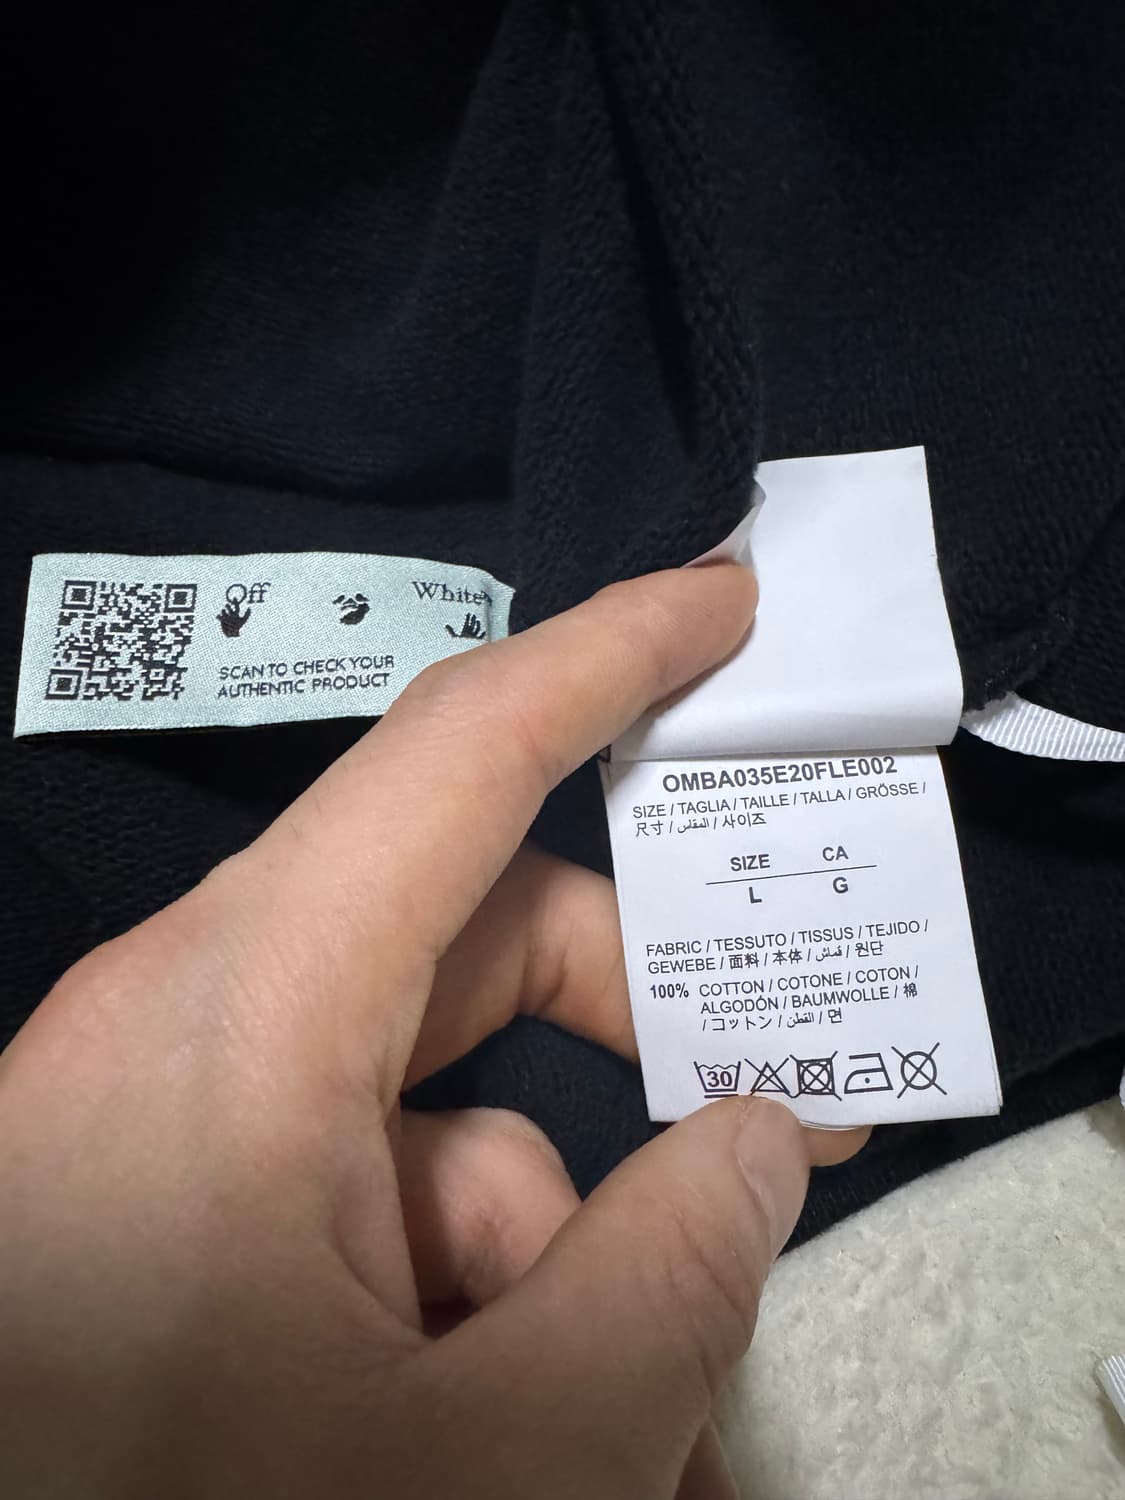 Off White™
SCAN TO CHECK YOUR
AUTHENTIC PRODUCT
OMBA035E20FLE002
SIZE / TAGLIA / TAILLE / TALLA / GRÖSSE /
尺寸 / المقاس / 사이즈
SIZE CA
L G
FABRIC / TESSUTO / TISSUS / TEJIDO /
GEWEBE / 面料 / 本体 / قماش / 원단
100% COTTON / COTONE / COTON /
ALGODÓN / BAUMWOLLE / 棉
/ コットン / القطن / 면
30